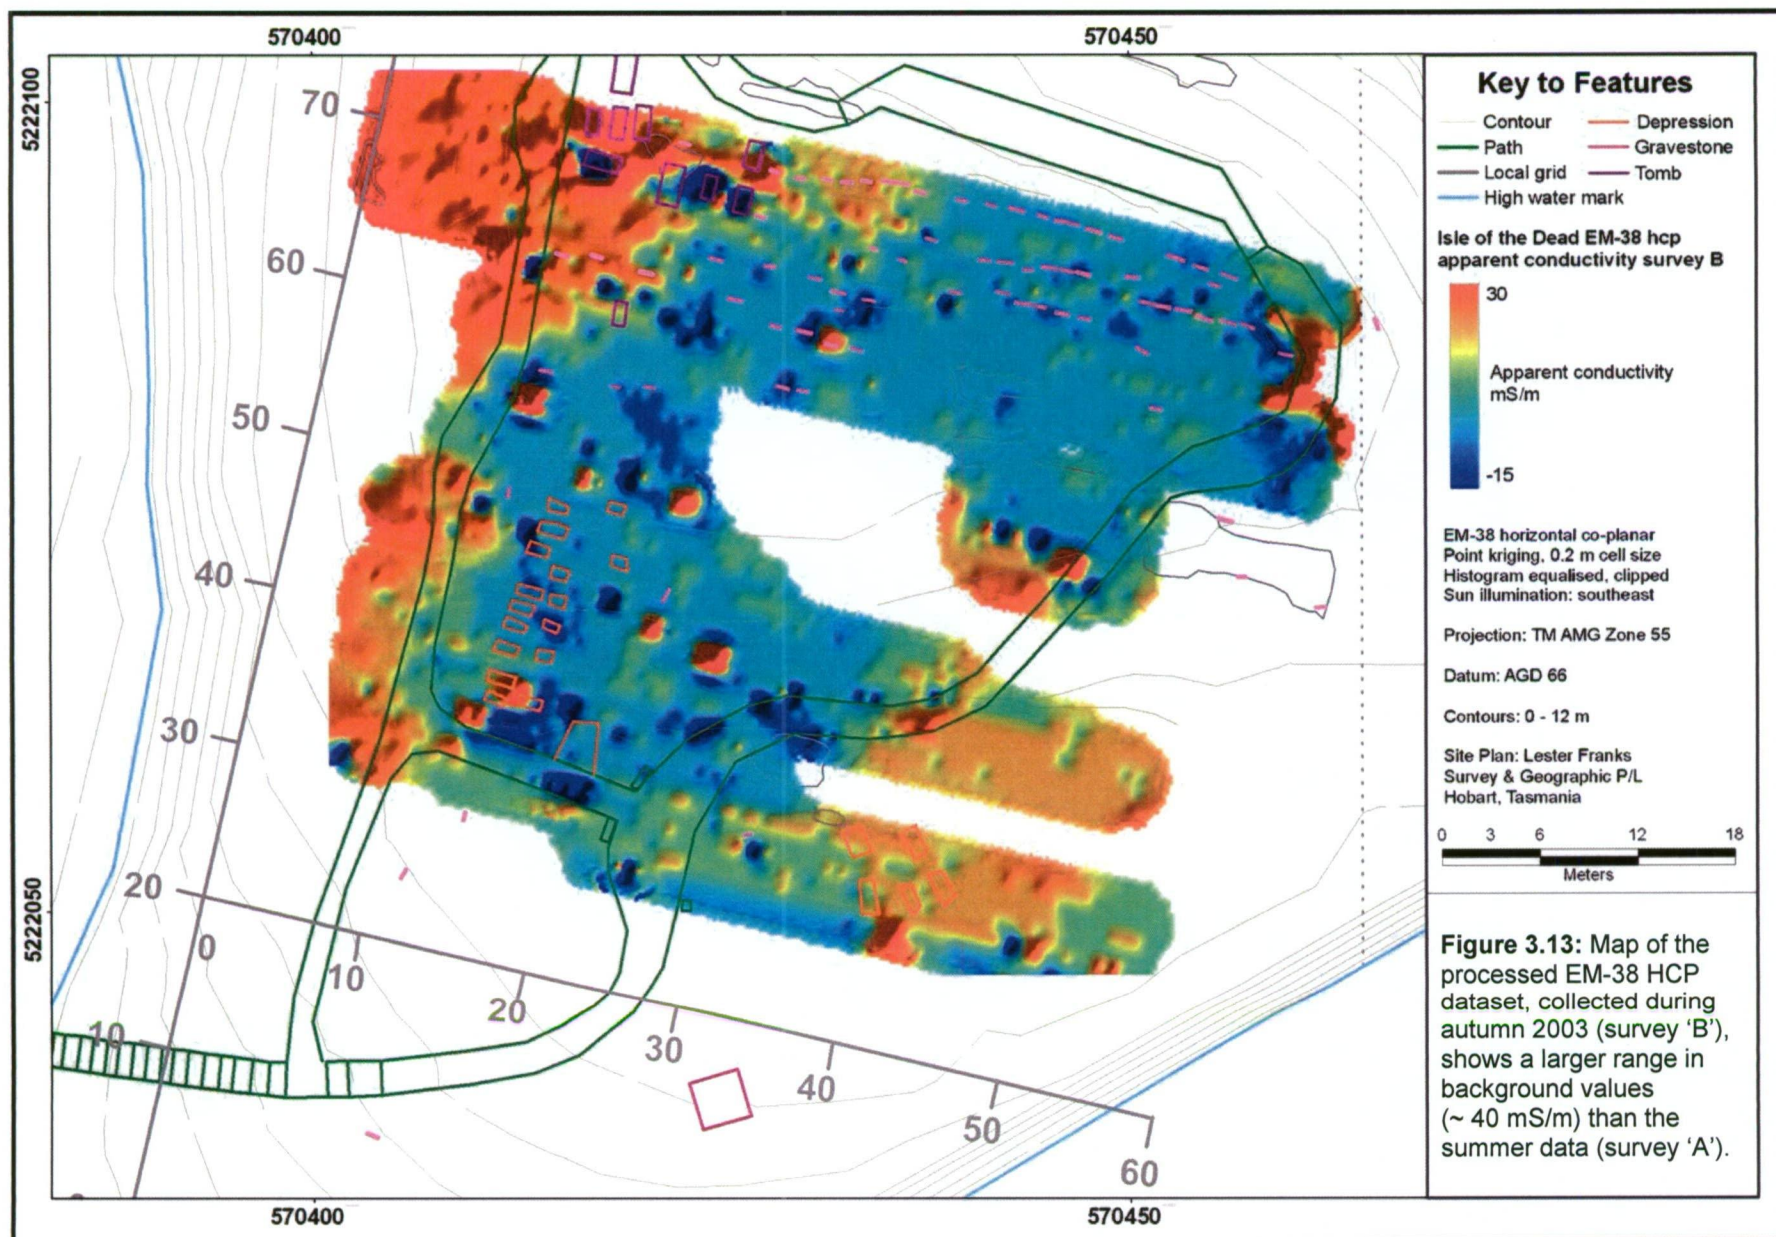 570400
570450
5222100
5222050
70
60
50
40
30
20
10
0
10
20
30
40
50
60
570400
570450
Key to Features
Contour
Depression
Path
Gravestone
Local grid
Tomb
High water mark
Isle of the Dead EM-38 hcp
apparent conductivity survey B
30
Apparent conductivity
mS/m
-15
EM-38 horizontal co-planar
Point kriging, 0.2 m cell size
Histogram equalised, clipped
Sun illumination: southeast
Projection: TM AMG Zone 55
Datum: AGD 66
Contours: 0 - 12 m
Site Plan: Lester Franks
Survey & Geographic P/L
Hobart, Tasmania
0 3 6 12 18
Meters
Figure 3.13: Map of the
processed EM-38 HCP
dataset, collected during
autumn 2003 (survey ‘B’),
shows a larger range in
background values
(~ 40 mS/m) than the
summer data (survey ‘A’).